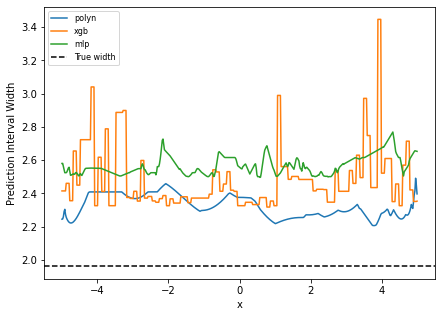 polyn
xgb
mlp
True width
Prediction Interval Width
3.4
3.2
3.0
2.8
2.6
2.4
2.2
2.0
−4
−2
0
2
4
x